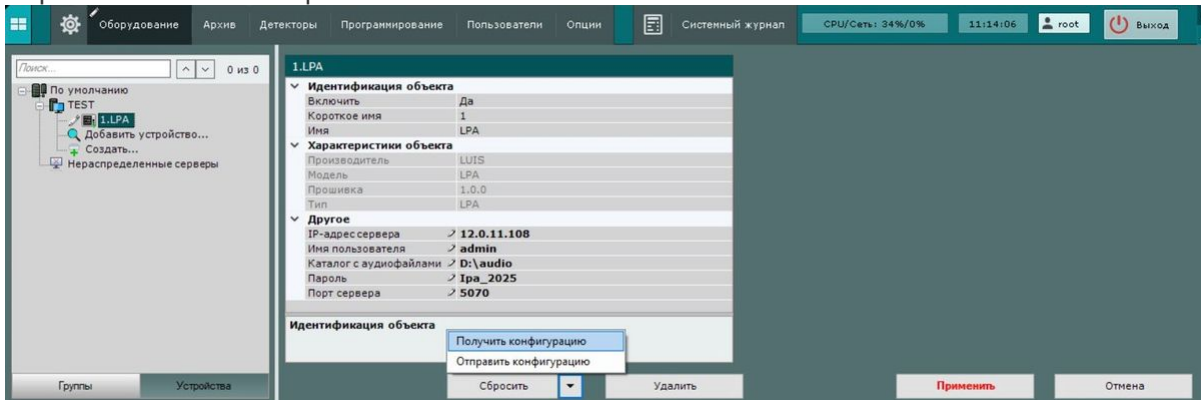 Оборудование Архив Детекторы Программирование Пользователи Опции Системный журнал CPU/Сеть: 34%/0% 11:14:06 root Выход
Поиск... 0 из 0
По умолчанию
TEST
1.LPA
Добавить устройство...
Создать...
Нераспределенные серверы
Группы Устройства
1.LPA
Идентификация объекта
Включить Да
Короткое имя 1
Имя LPA
Характеристики объекта
Производитель LUIS
Модель LPA
Прошивка 1.0.0
Тип LPA
Другое
IP-адрес сервера 12.0.11.108
Имя пользователя admin
Каталог с аудиофайлами D:\audio
Пароль lpa_2025
Порт сервера 5070
Идентификация объекта
Получить конфигурацию
Отправить конфигурацию
Сбросить Удалить Применить Отмена